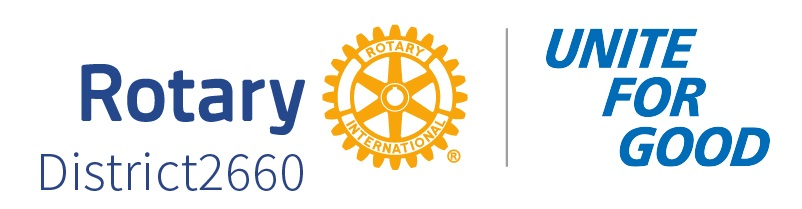 Rotary
District2660
ROTARY
INTERNATIONAL
®
UNITE
FOR
GOOD